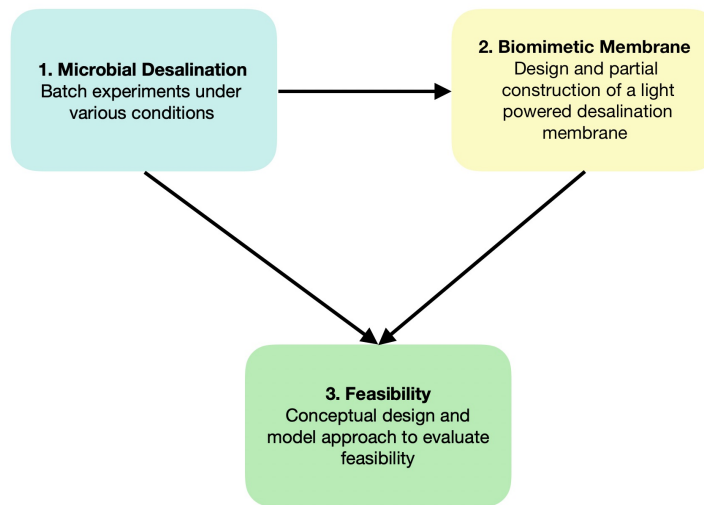 1. Microbial Desalination
Batch experiments under
various conditions
2. Biomimetic Membrane
Design and partial
construction of a light
powered desalination
membrane
3. Feasibility
Conceptual design and
model approach to evaluate
feasibility